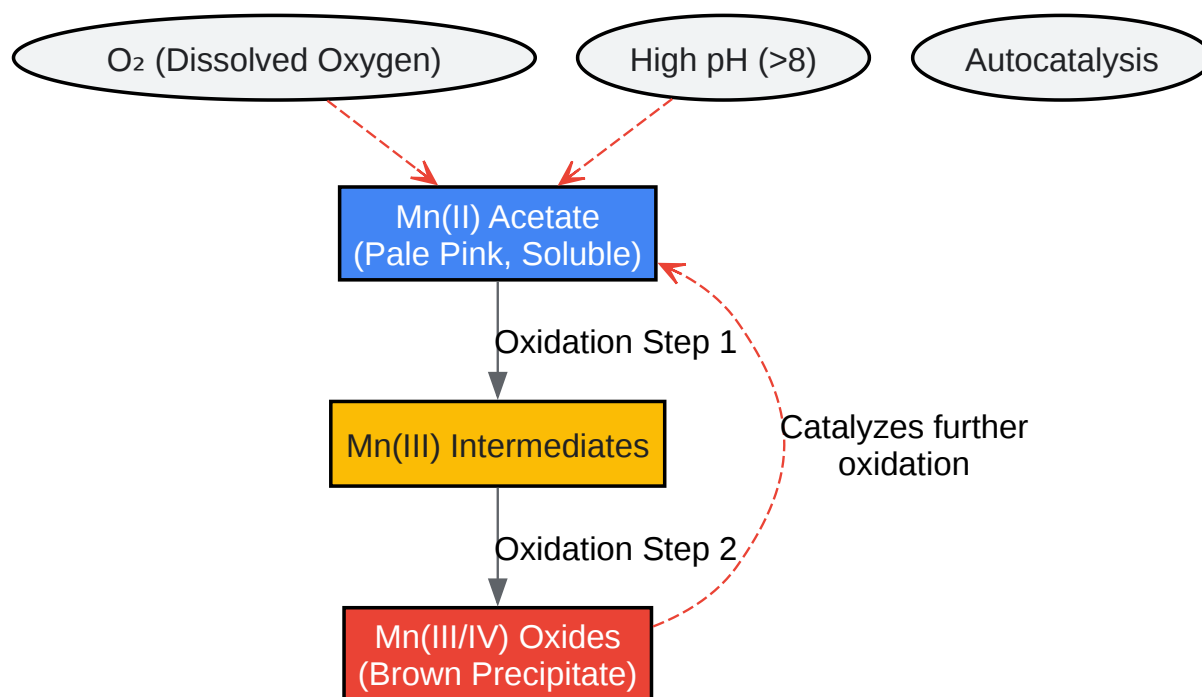 O₂ (Dissolved Oxygen)
High pH (>8)
Autocatalysis
Mn(II) Acetate
(Pale Pink, Soluble)
Oxidation Step 1
Mn(III) Intermediates
Catalyzes further
oxidation
Oxidation Step 2
Mn(III/IV) Oxides
(Brown Precipitate)